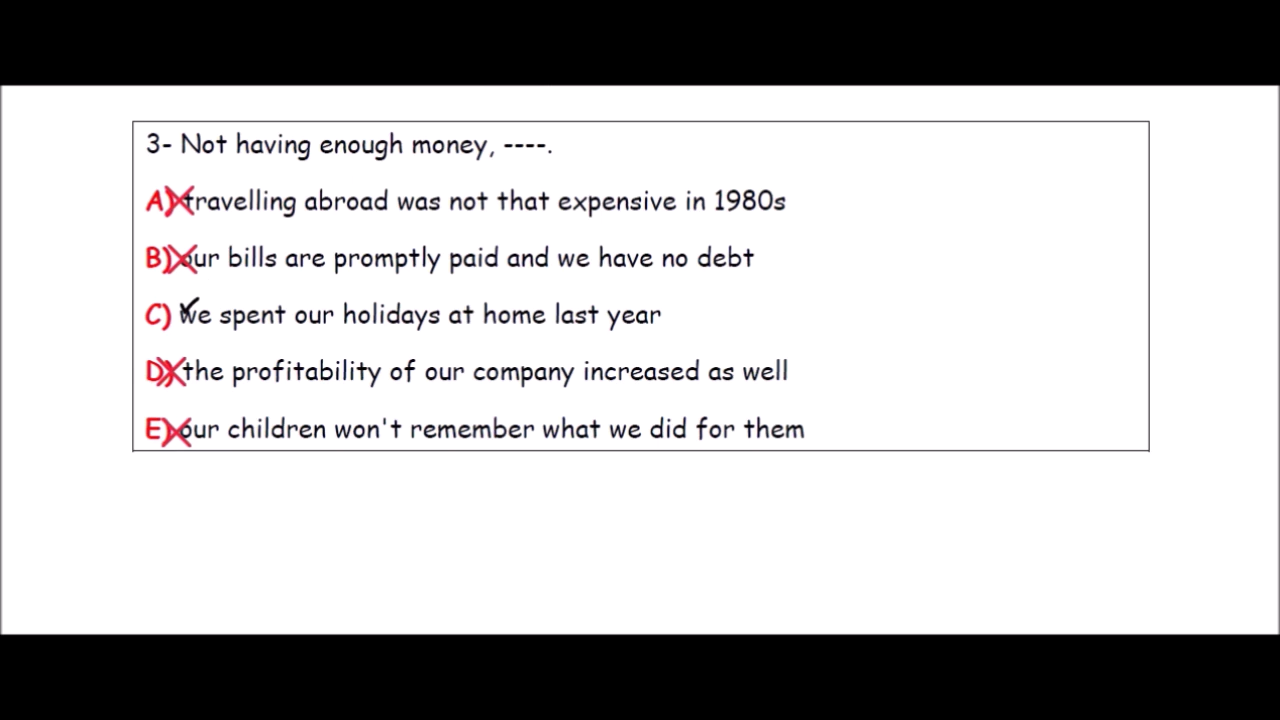 3- Not having enough money, ----.
A) travelling abroad was not that expensive in 1980s
B) our bills are promptly paid and we have no debt
C) we spent our holidays at home last year
D) the profitability of our company increased as well
E) our children won't remember what we did for them